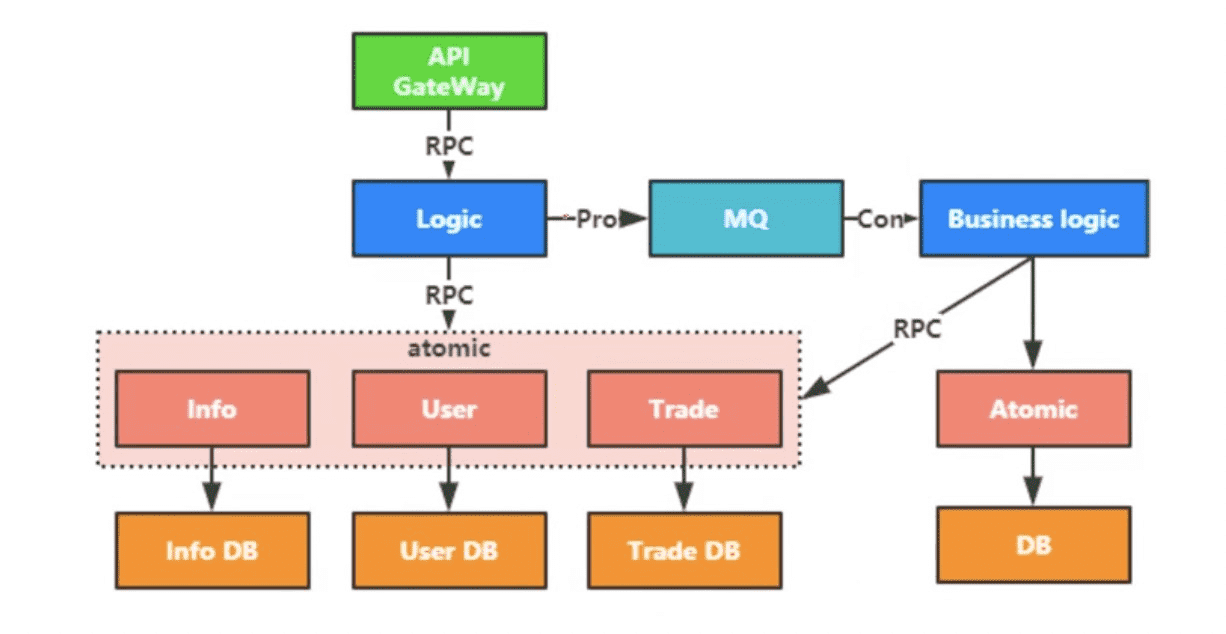 API
GateWay
RPC
Logic
Pro
MQ
Con
Business logic
RPC
RPC
atomic
Info
User
Trade
Atomic
Info DB
User DB
Trade DB
DB